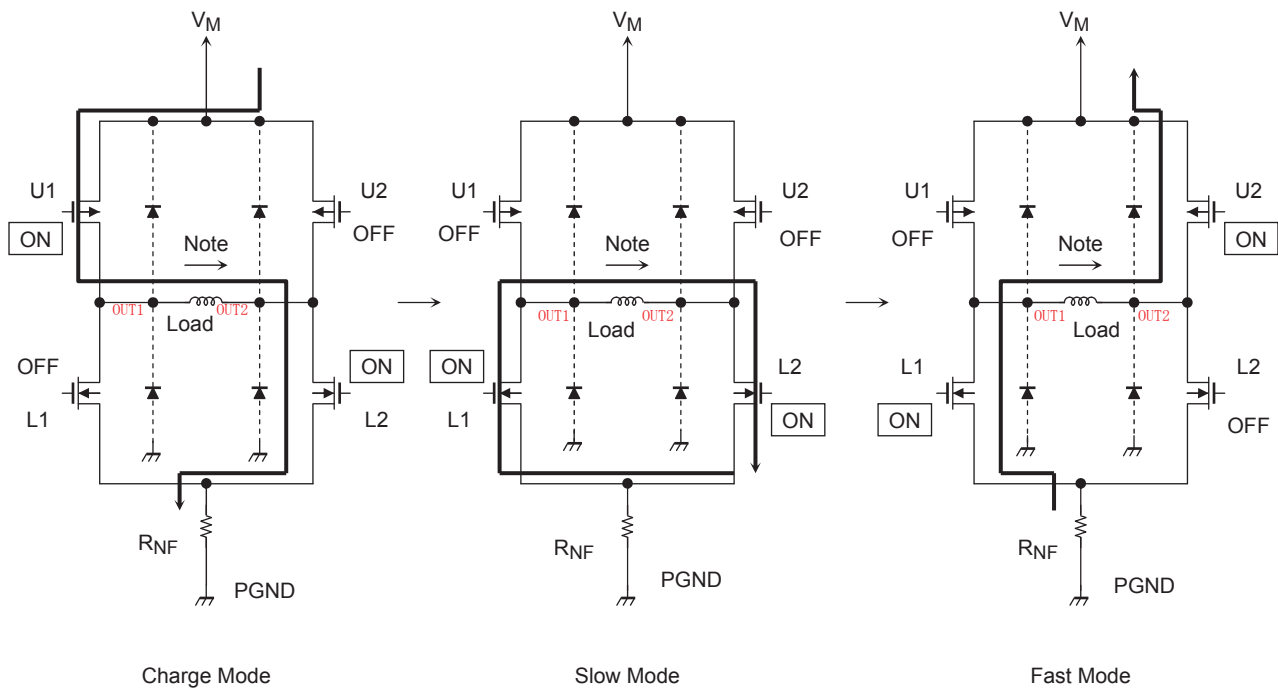 VM
U1
ON
U2
OFF
Note
OUT1
OUT2
Load
OFF
L1
ON
L2
RNF
PGND
Charge Mode
VM
U1
OFF
U2
OFF
Note
OUT1
OUT2
Load
ON
L1
L2
ON
RNF
PGND
Slow Mode
VM
U1
OFF
U2
ON
Note
OUT1
OUT2
Load
L1
ON
L2
OFF
RNF
PGND
Fast Mode